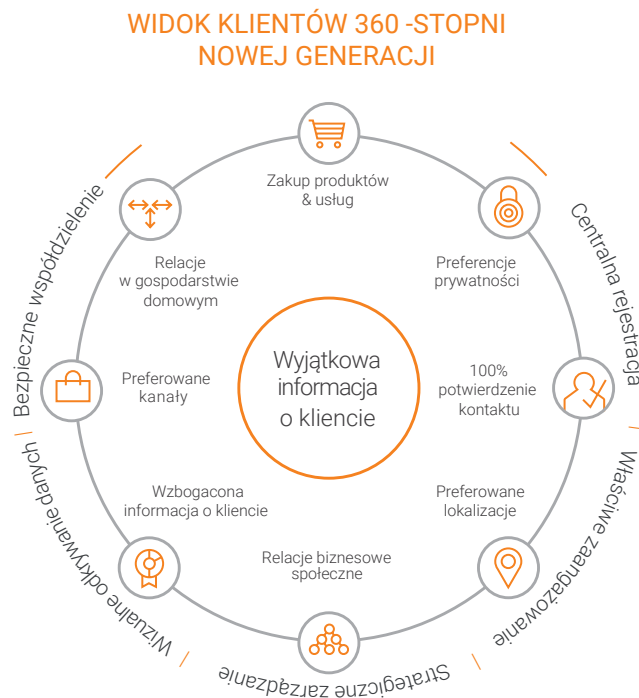 WIDOK KLIENTÓW 360 -STOPNI
NOWEJ GENERACJI
Zakup produktów
& usług
Preferencje
prywatności
100%
potwierdzenie
kontaktu
Preferowane
lokalizacje
Relacje biznesowe
społeczne
Wzbogacona
informacja o kliencie
Preferowane
kanały
Relacje
w gospodarstwie
domowym
Wyjątkowa
informacja
o kliencie
Centralna rejestracja
Właściwe zaangażowanie
Strategiczne zarządzanie
Wizualne odkrywanie danych
Bezpieczne współdzielenie